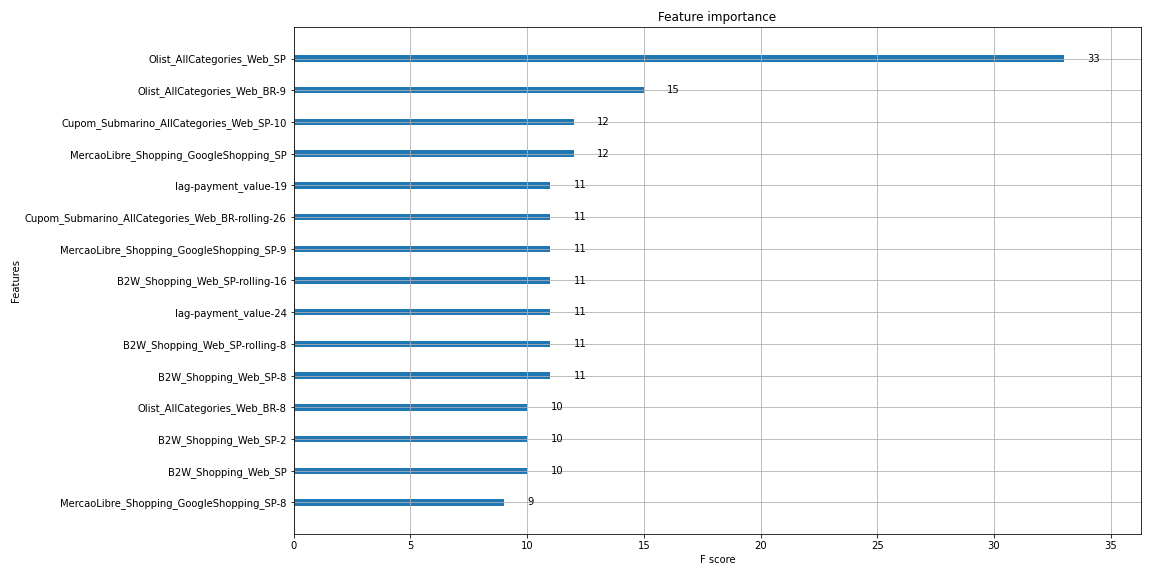 Feature importance
Olist_AllCategories_Web_SP 33
Olist_AllCategories_Web_BR-9 15
Cupom_Submarino_AllCategories_Web_SP-10 12
MercaoLibre_Shopping_GoogleShopping_SP 12
lag-payment_value-19 11
Cupom_Submarino_AllCategories_Web_BR-rolling-26 11
MercaoLibre_Shopping_GoogleShopping_SP-9 11
B2W_Shopping_Web_SP-rolling-16 11
lag-payment_value-24 11
B2W_Shopping_Web_SP-rolling-8 11
B2W_Shopping_Web_SP-8 11
Olist_AllCategories_Web_BR-8 10
B2W_Shopping_Web_SP-2 10
B2W_Shopping_Web_SP 10
MercaoLibre_Shopping_GoogleShopping_SP-8 9
Features
0 5 10 15 20 25 30 35
F score